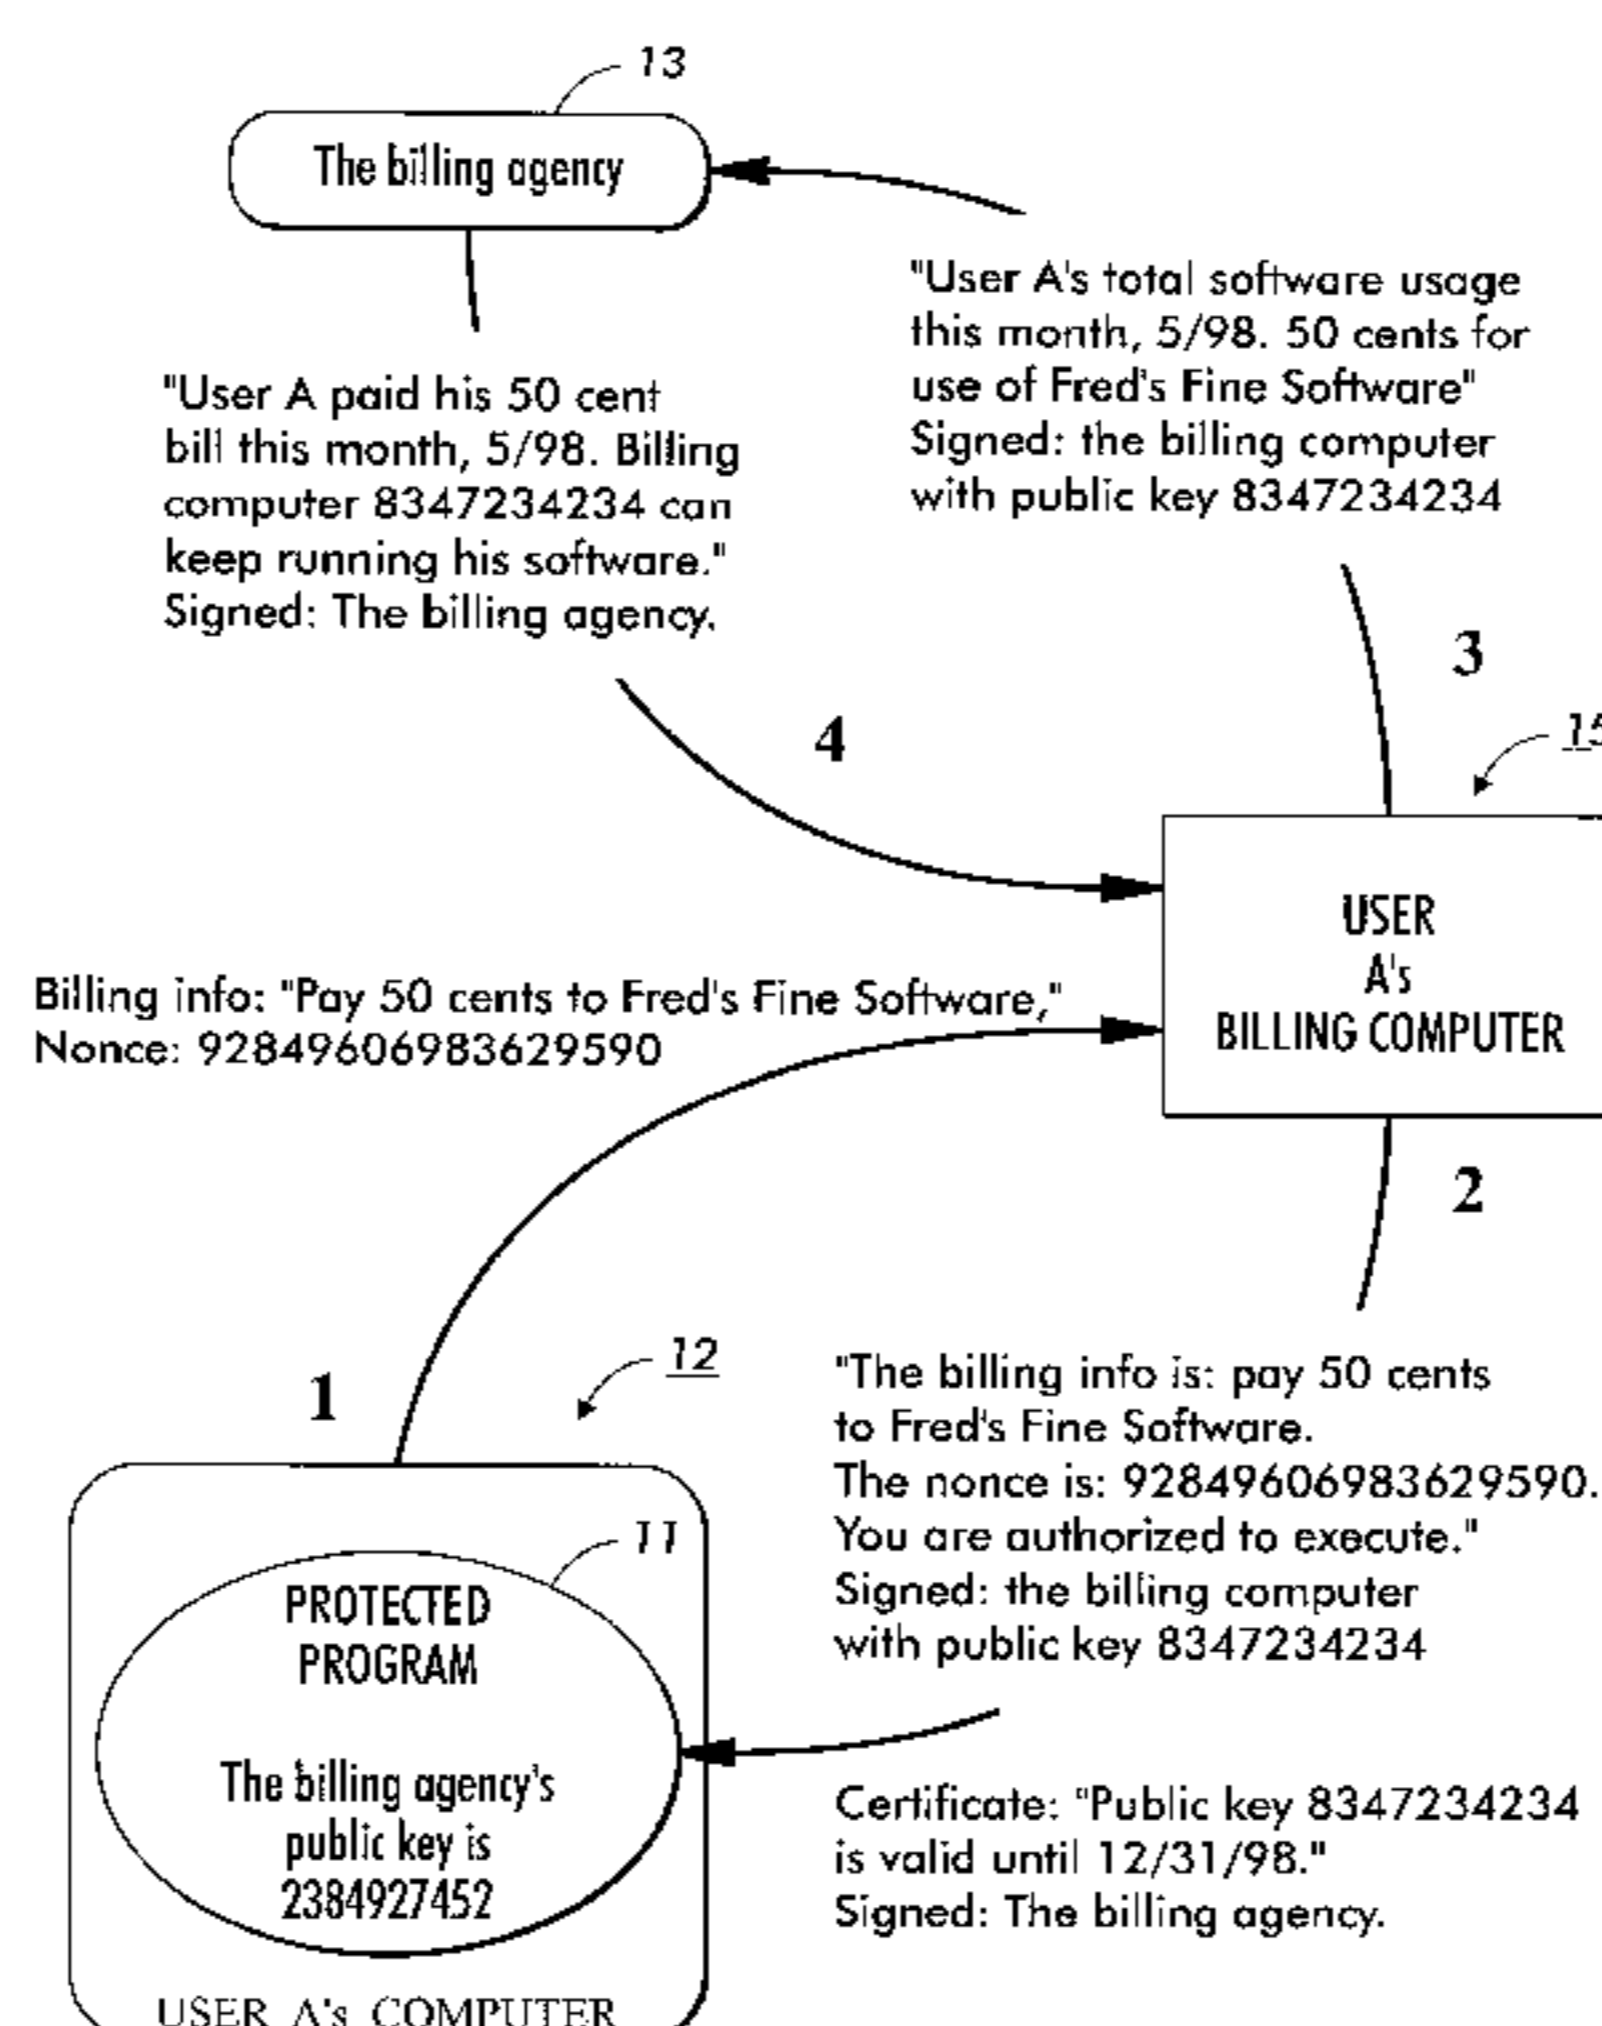 13
The billing agency
"User A's total software usage
this month, 5/98. 50 cents for
use of Fred's Fine Software"
Signed: the billing computer
with public key 8347234234
"User A paid his 50 cent
bill this month, 5/98. Billing
computer 8347234234 can
keep running his software."
Signed: The billing agency.
3
4
15
USER
A's
BILLING COMPUTER
Billing info: "Pay 50 cents to Fred's Fine Software,"
Nonce: 92849606983629590
2
1
12
"The billing info is: pay 50 cents
to Fred's Fine Software.
The nonce is: 92849606983629590.
You are authorized to execute."
Signed: the billing computer
with public key 8347234234
11
PROTECTED
PROGRAM
The billing agency's
public key is
2384927452
Certificate: "Public key 8347234234
is valid until 12/31/98."
Signed: The billing agency.
USER A's COMPUTER